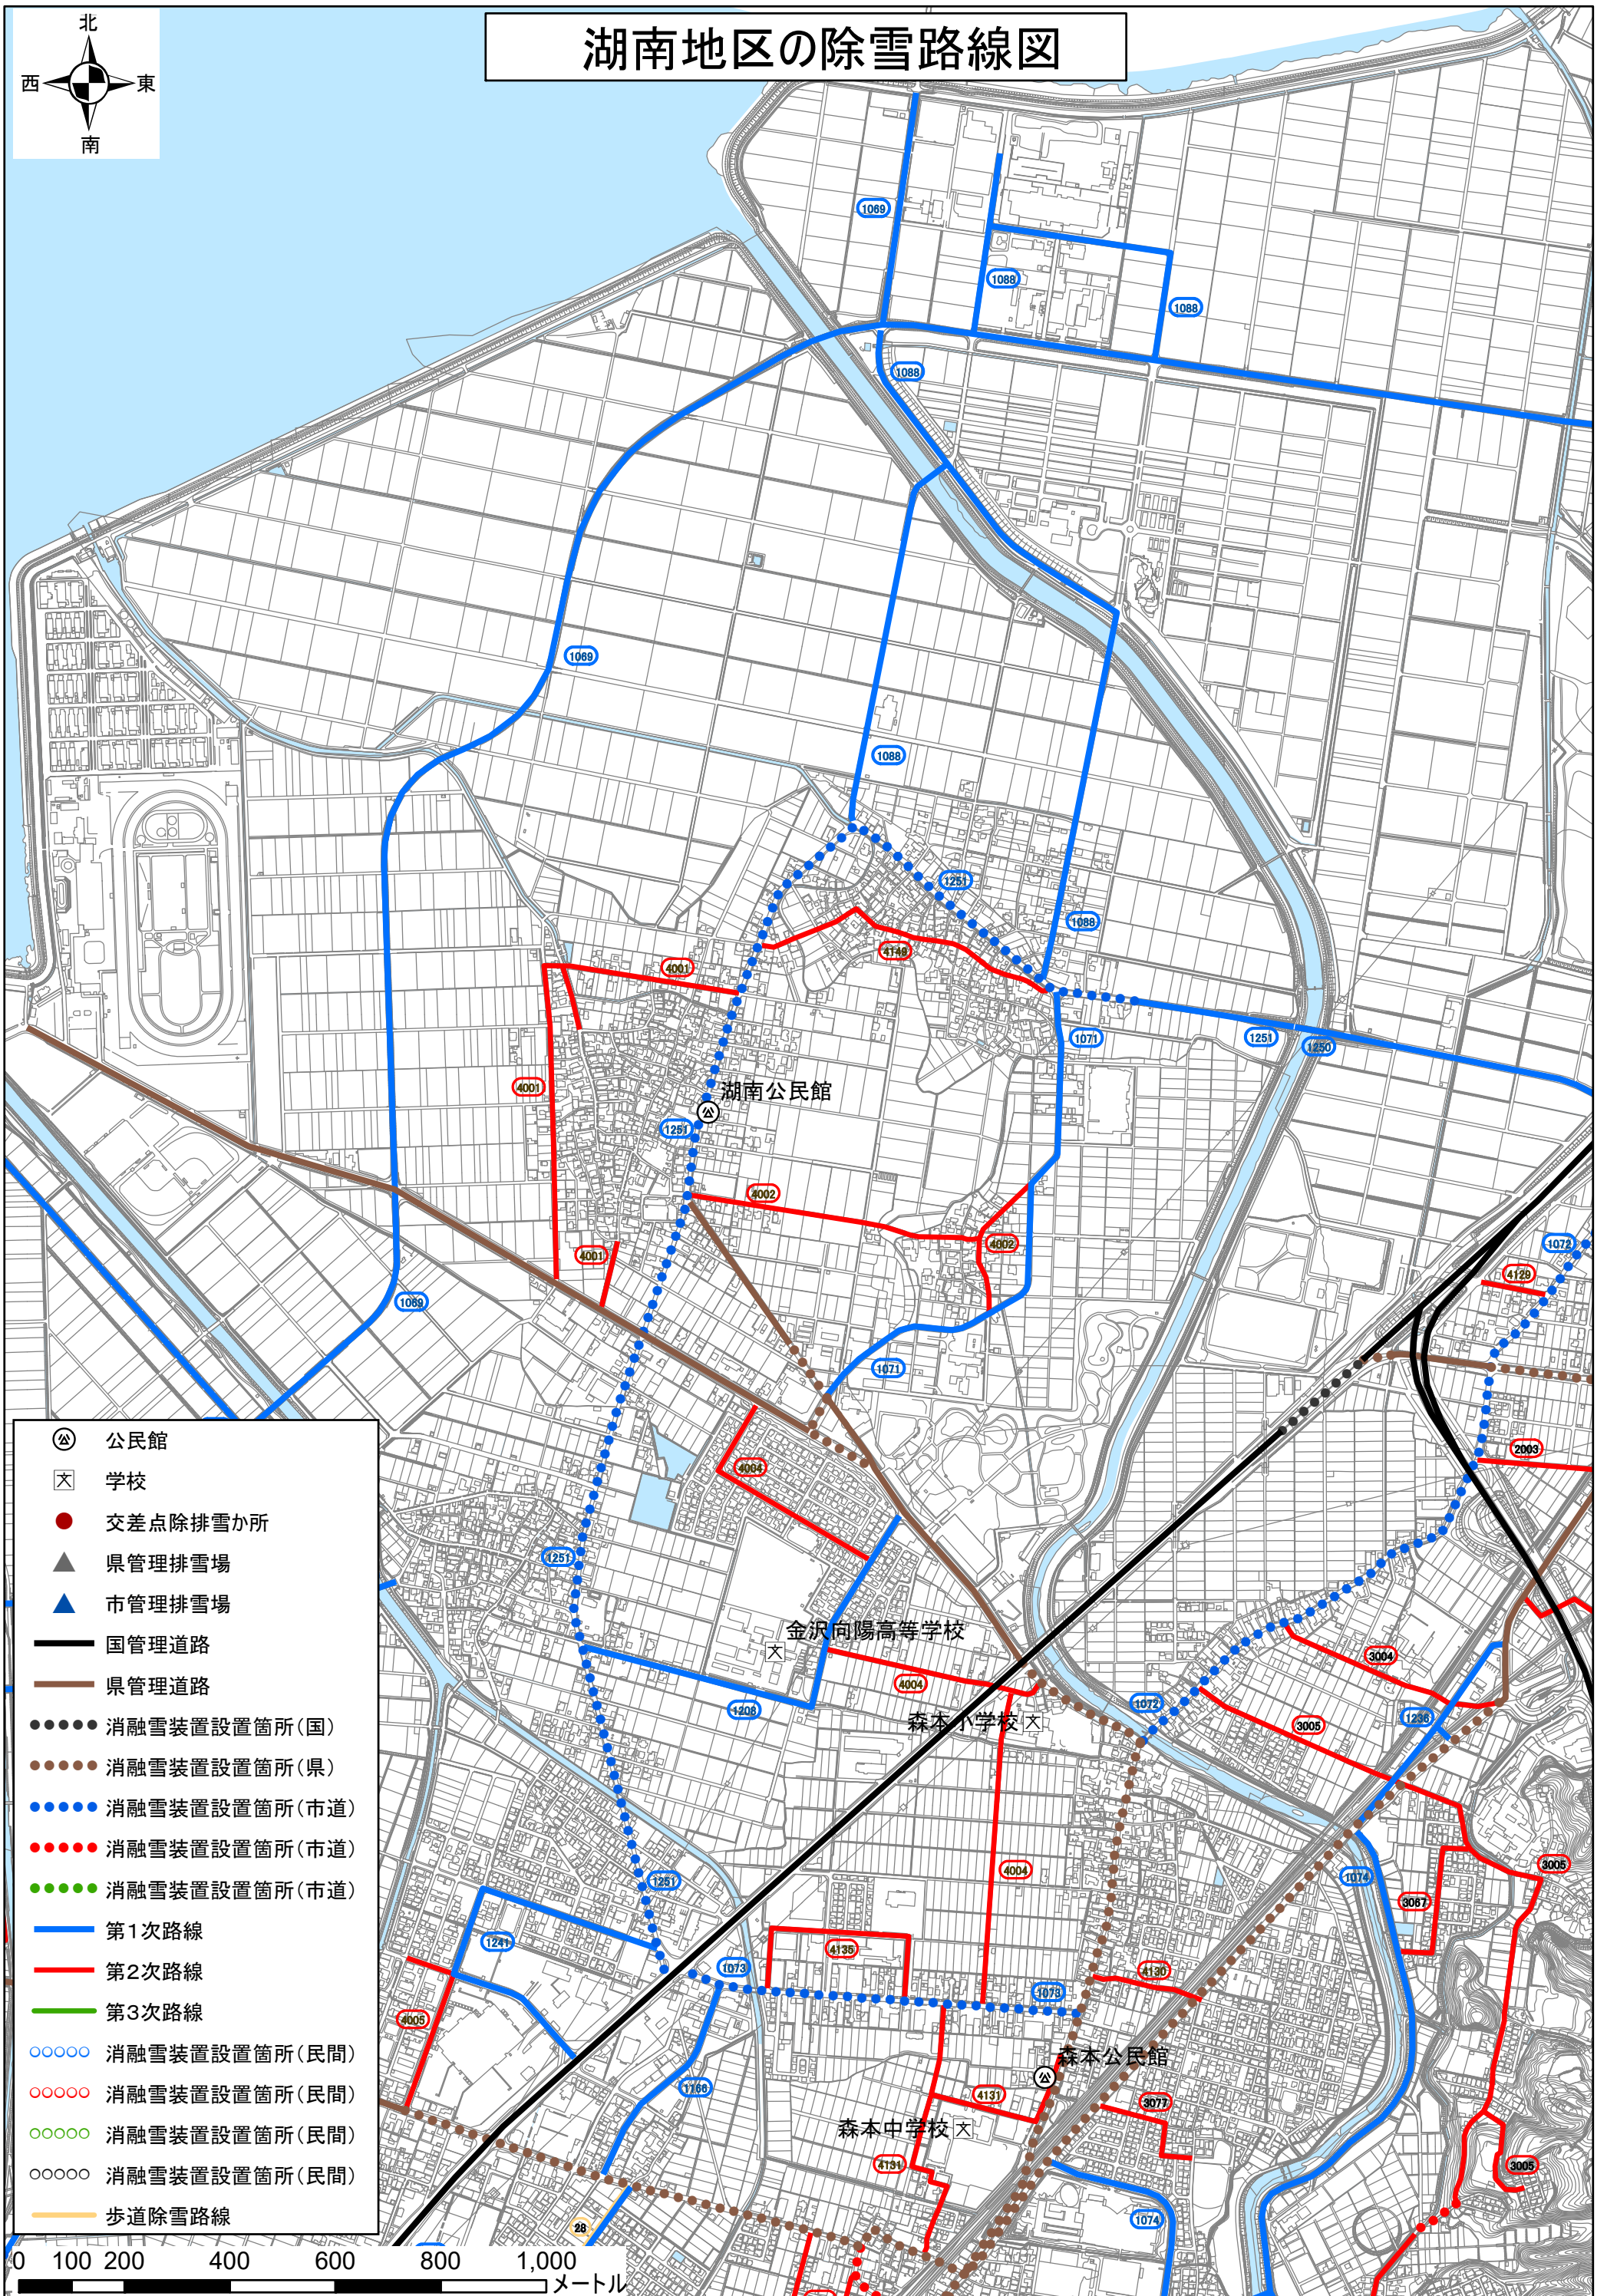 湖南地区の除雪路線図
北
西 東
南
1069
1088
1088
1088
1069
1088
1251
1088
4149
4001
1071
1251
1250
4001
湖南公民館
1251
4002
4002
1072
4001
4129
1069
1071
2003
4004
1251
金沢向陽高等学校
4004
3004
1072
1208
森本小学校
3005
1236
4004
3005
1074
1251
3067
1241
4135
1073
4130
1073
4005
森本公民館
1166
4131
3077
森本中学校
4131
3005
1074
28
公民館
学校
交差点除排雪か所
県管理排雪場
市管理排雪場
国管理道路
県管理道路
消融雪装置設置箇所(国)
消融雪装置設置箇所(県)
消融雪装置設置箇所(市道)
消融雪装置設置箇所(市道)
消融雪装置設置箇所(市道)
第1次路線
第2次路線
第3次路線
消融雪装置設置箇所(民間)
消融雪装置設置箇所(民間)
消融雪装置設置箇所(民間)
消融雪装置設置箇所(民間)
歩道除雪路線
0 100 200 400 600 800 1,000
メートル